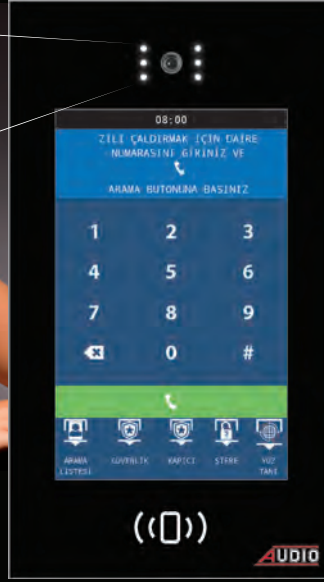 08:00
ZİLİ ÇALDIRMAK İÇİN DAİRE
NUMARASINI GİRİNİZ VE
ARAMA BUTONUNA BASINIZ
1 2 3
4 5 6
7 8 9
0 #
ARAMA LİSTESİ
GÜVENLİK
KAPICI
ŞİFRE
YÜZ TANI
AUDIO